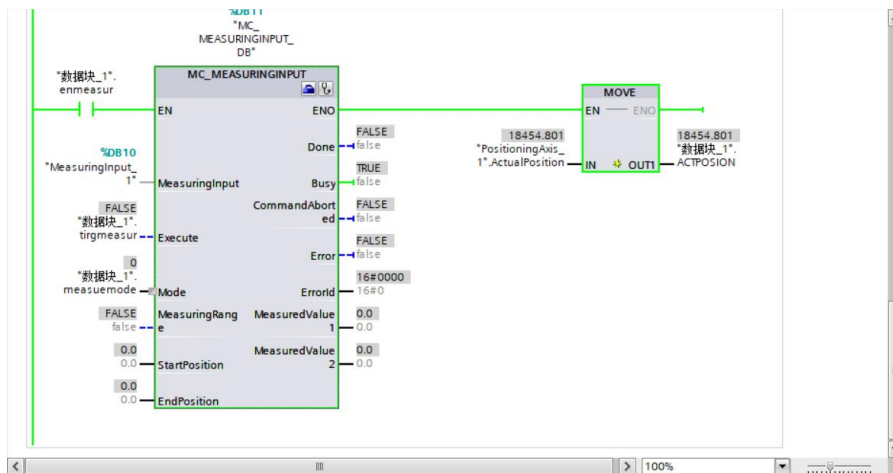 %DB11
"MC_
MEASURINGINPUT_
DB"
"数据块_1".
enmeasur
MC_MEASURINGINPUT
EN
ENO
MOVE
EN
ENO
FALSE
Done
false
18454.801
"PositioningAxis_
1".ActualPosition
IN
OUT1
18454.801
"数据块_1".
ACTPOSION
%DB10
"MeasuringInput_
1"
MeasuringInput
TRUE
Busy
false
FALSE
"数据块_1".
tirgmeasur
Execute
CommandAbort
ed
FALSE
false
FALSE
Error
false
0
"数据块_1".
measuemode
Mode
16#0000
ErrorId
16#0
FALSE
false
MeasuringRang
e
MeasuredValue
1
0.0
0.0
0.0
0.0
StartPosition
MeasuredValue
2
0.0
0.0
0.0
0.0
EndPosition
100%